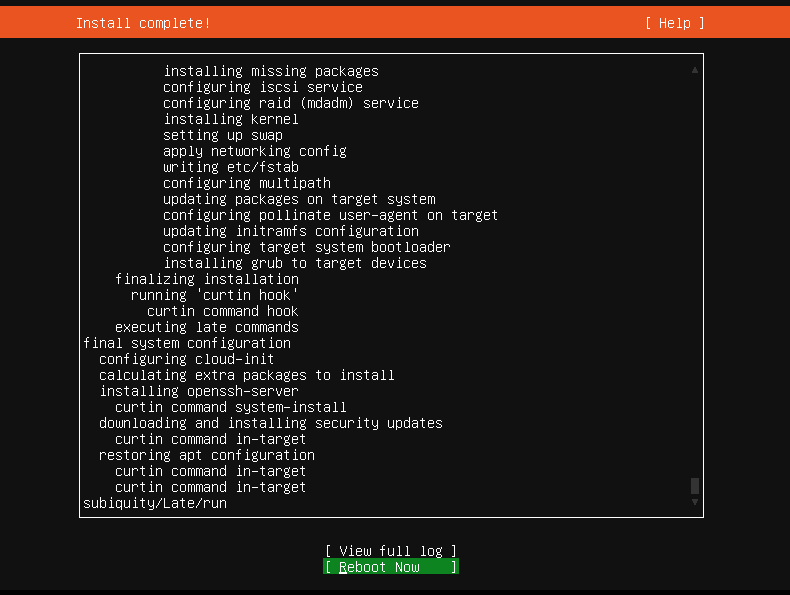 Install complete! [ Help ]
installing missing packages
configuring iscsi service
configuring raid (mdadm) service
installing kernel
setting up swap
apply networking config
writing etc/fstab
configuring multipath
updating packages on target system
configuring pollinate user-agent on target
updating initramfs configuration
configuring target system bootloader
installing grub to target devices
finalizing installation
running 'curtin hook'
curtin command hook
executing late commands
final system configuration
configuring cloud-init
calculating extra packages to install
installing openssh-server
curtin command system-install
downloading and installing security updates
curtin command in-target
restoring apt configuration
curtin command in-target
curtin command in-target
subiquity/Late/run
[ View full log ]
[ Reboot Now ]